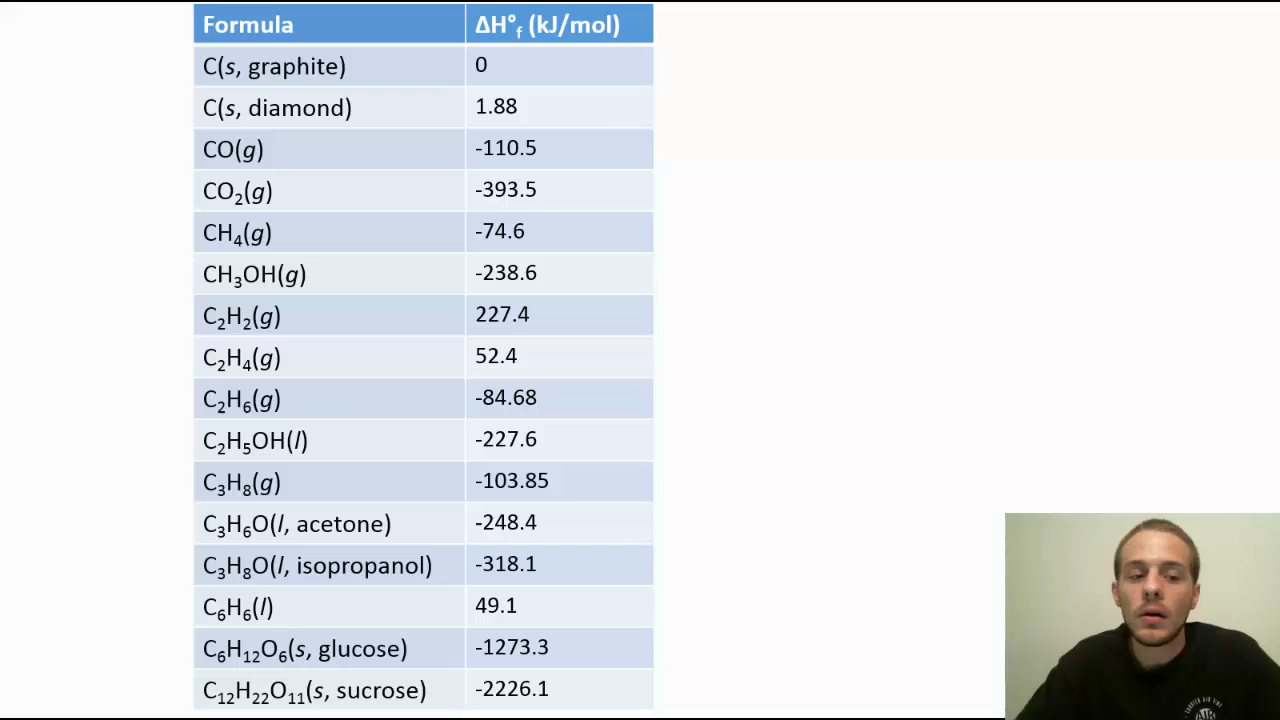 Formula ΔH°f (kJ/mol)
C(s, graphite) 0
C(s, diamond) 1.88
CO(g) -110.5
CO₂(g) -393.5
CH₄(g) -74.6
CH₃OH(g) -238.6
C₂H₂(g) 227.4
C₂H₄(g) 52.4
C₂H₆(g) -84.68
C₂H₅OH(l) -227.6
C₃H₈(g) -103.85
C₃H₆O(l, acetone) -248.4
C₃H₈O(l, isopropanol) -318.1
C₆H₆(l) 49.1
C₆H₁₂O₆(s, glucose) -1273.3
C₁₂H₂₂O₁₁(s, sucrose) -2226.1